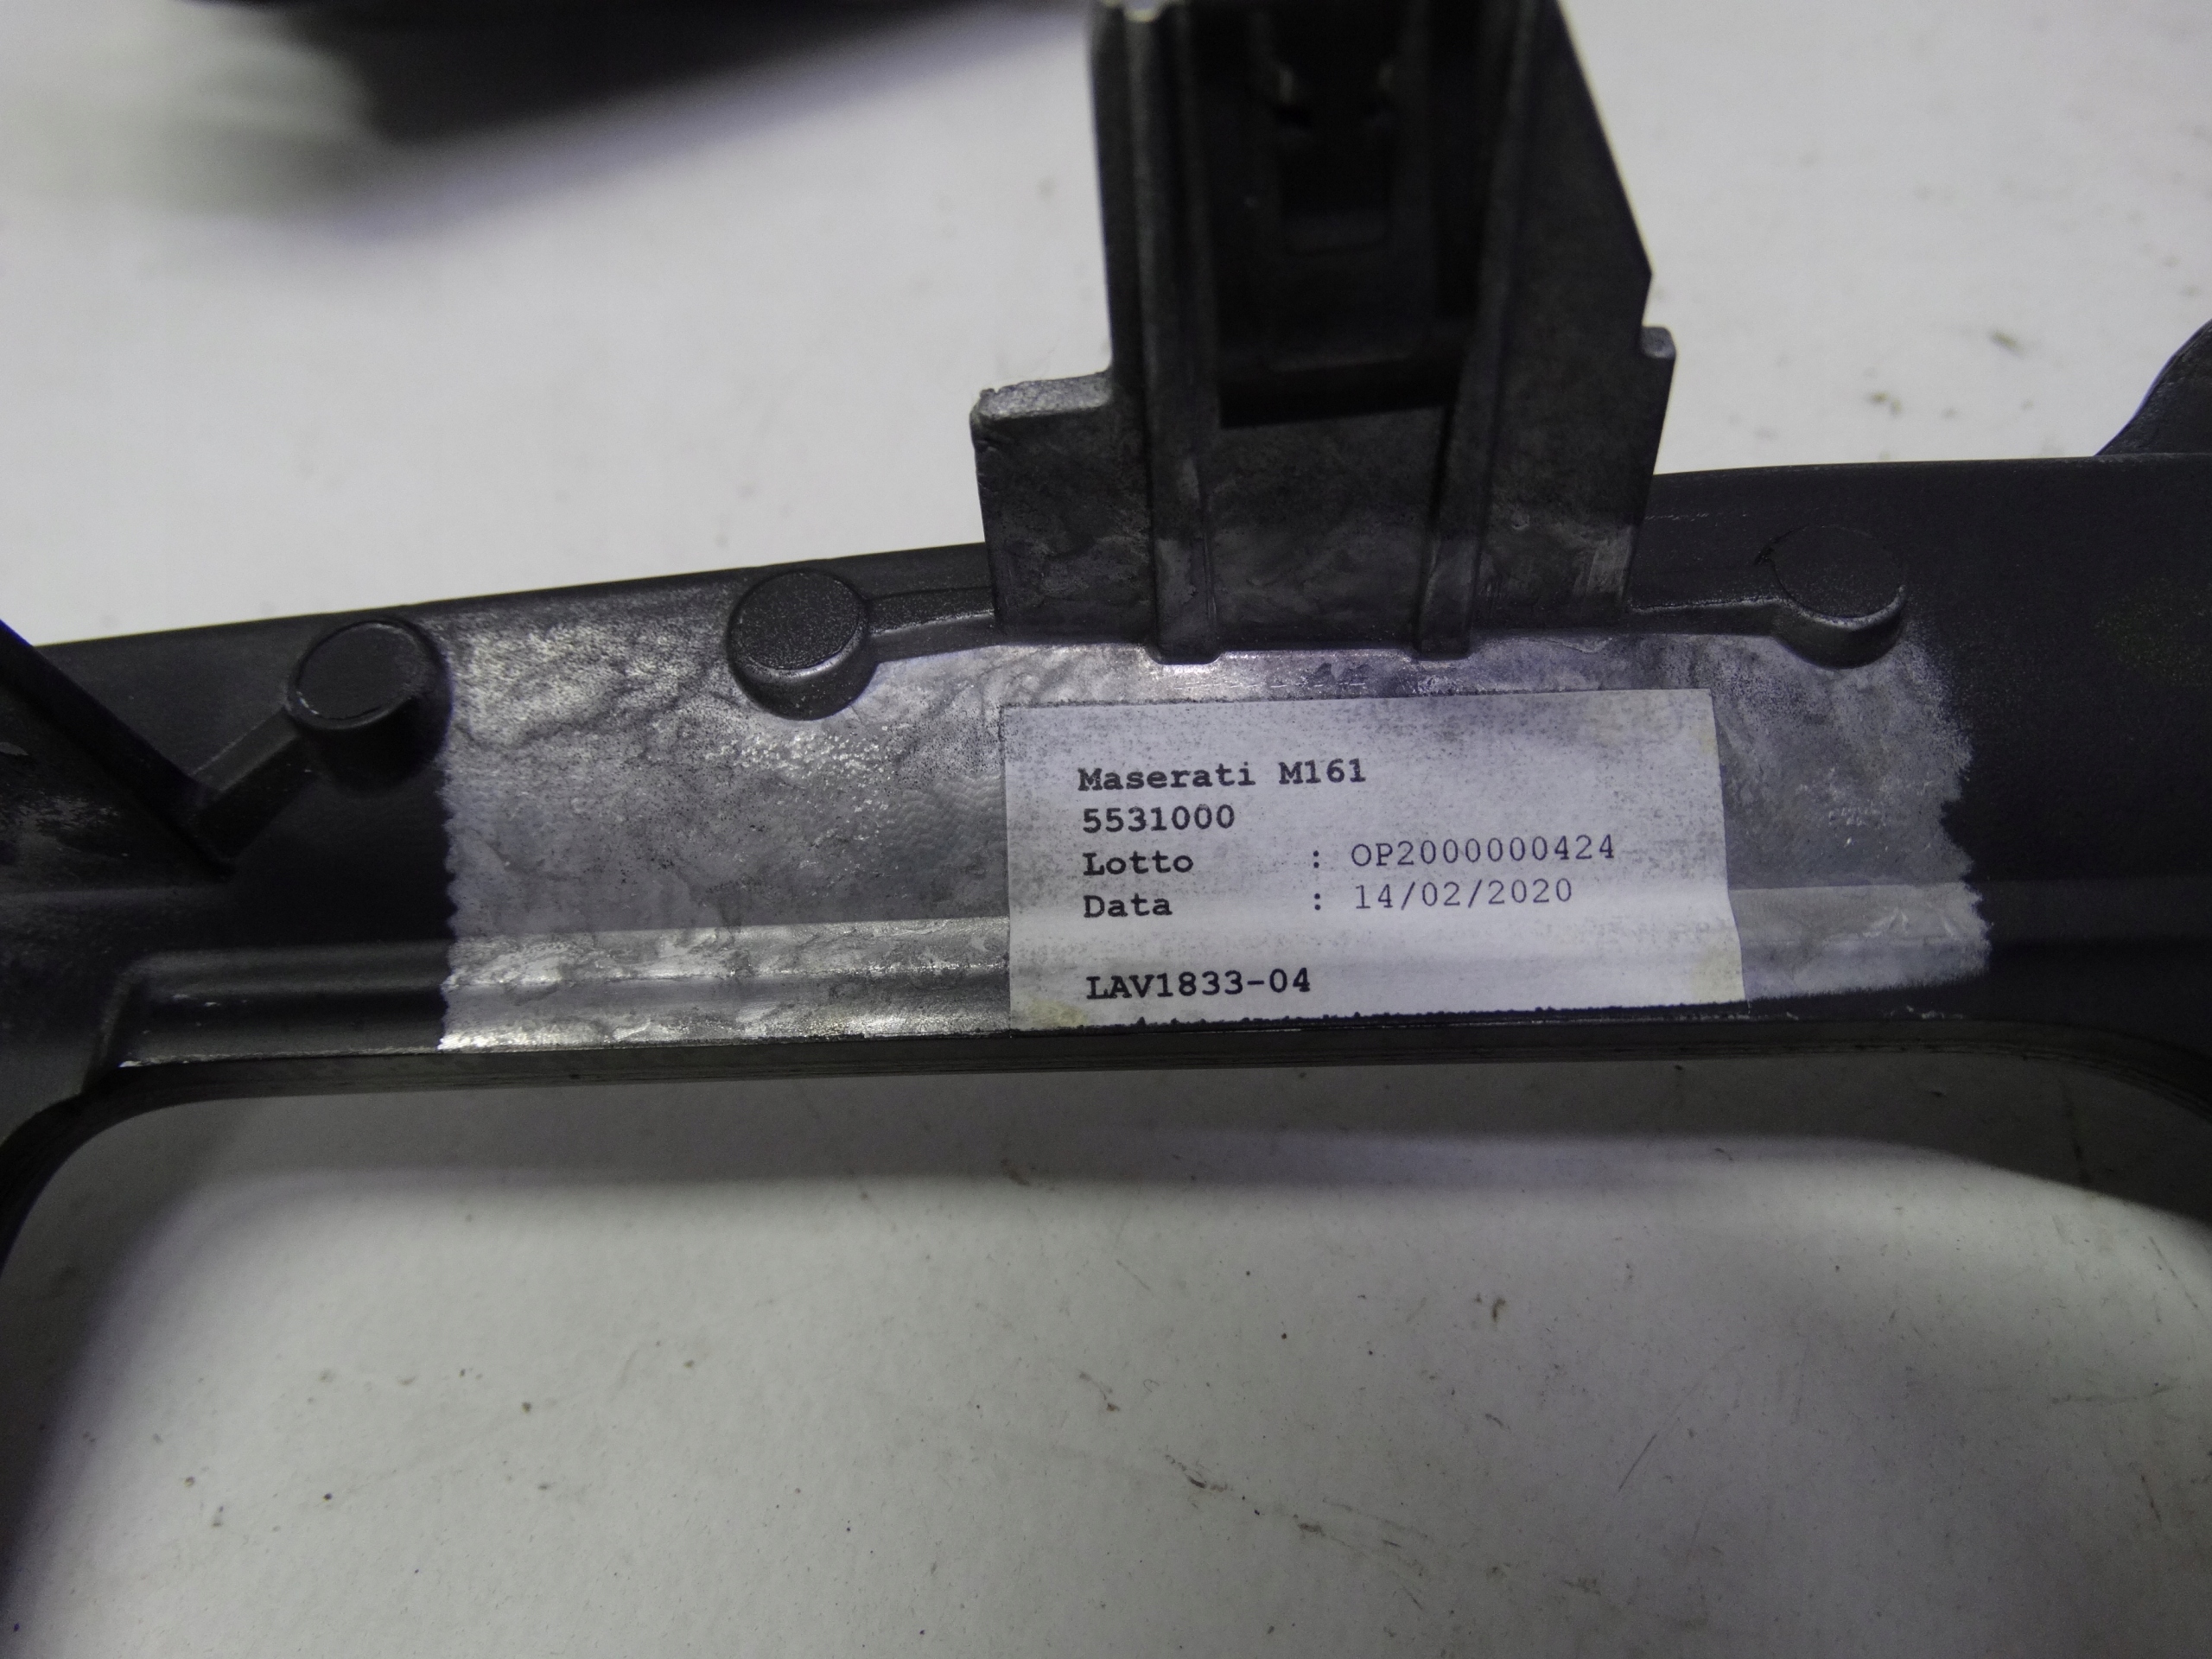 Maserati M161
5531000
Lotto : OP2000000424
Data : 14/02/2020
LAV1833-04